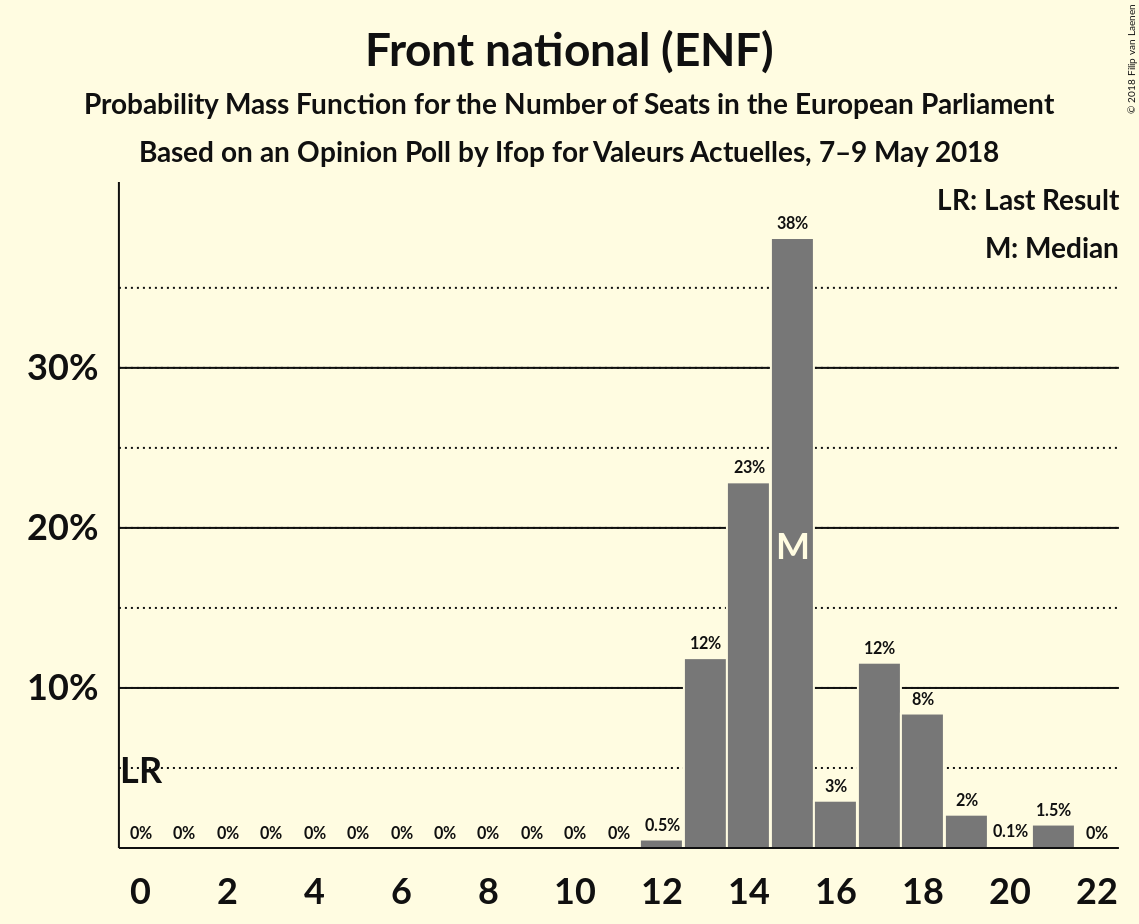 Front national (ENF)
Probability Mass Function for the Number of Seats in the European Parliament
Based on an Opinion Poll by Ifop for Valeurs Actuelles, 7–9 May 2018
© 2018 Filip van Laenen
LR: Last Result
M: Median
38%
30%
23%
20%
M
12%
12%
10%
8%
LR
3%
2%
1.5%
0% 0% 0% 0% 0% 0% 0% 0% 0% 0% 0% 0% 0.5% 0.1% 0%
0 2 4 6 8 10 12 14 16 18 20 22